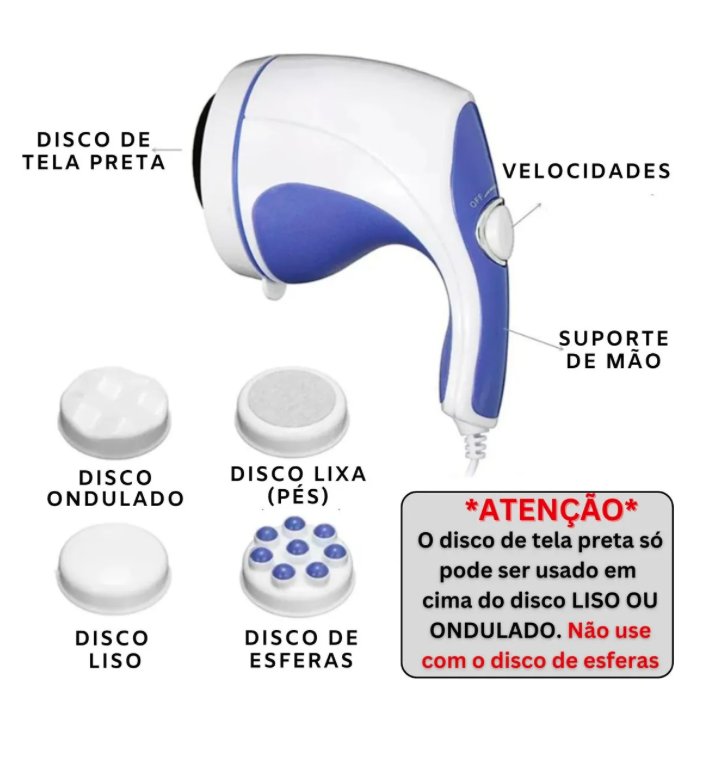 DISCO DE
TELA PRETA
VELOCIDADES
OFF
SUPORTE
DE MÃO
DISCO
ONDULADO
DISCO LIXA
(PÉS)
DISCO
LISO
DISCO DE
ESFERAS
*ATENÇÃO*
O disco de tela preta só
pode ser usado em
cima do disco LISO OU
ONDULADO. Não use
com o disco de esferas